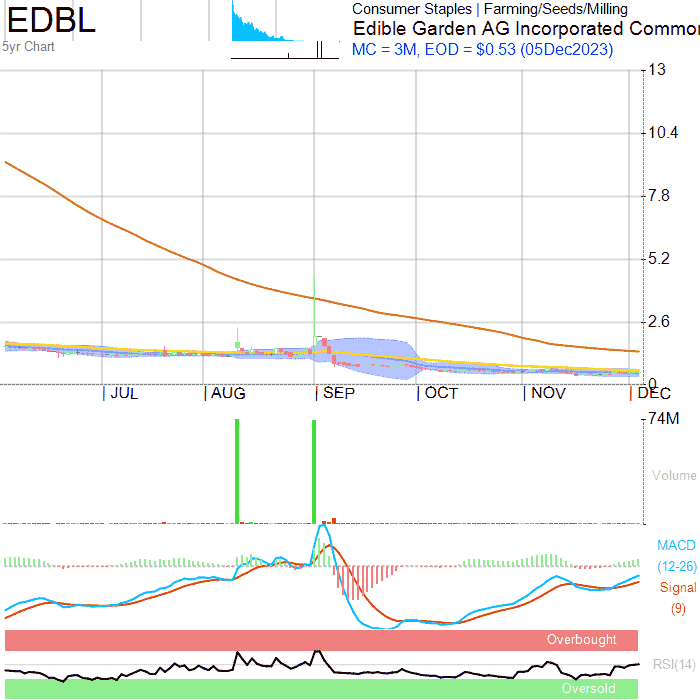 EDBL
Consumer Staples | Farming/Seeds/Milling
Edible Garden AG Incorporated Common
5yr Chart
MC = 3M, EOD = $0.53 (05Dec2023)
13
10.4
7.8
5.2
2.6
0
JUL AUG SEP OCT NOV DEC
74M
Volume
MACD
(12-26)
Signal
(9)
Overbought
RSI(14)
Oversold